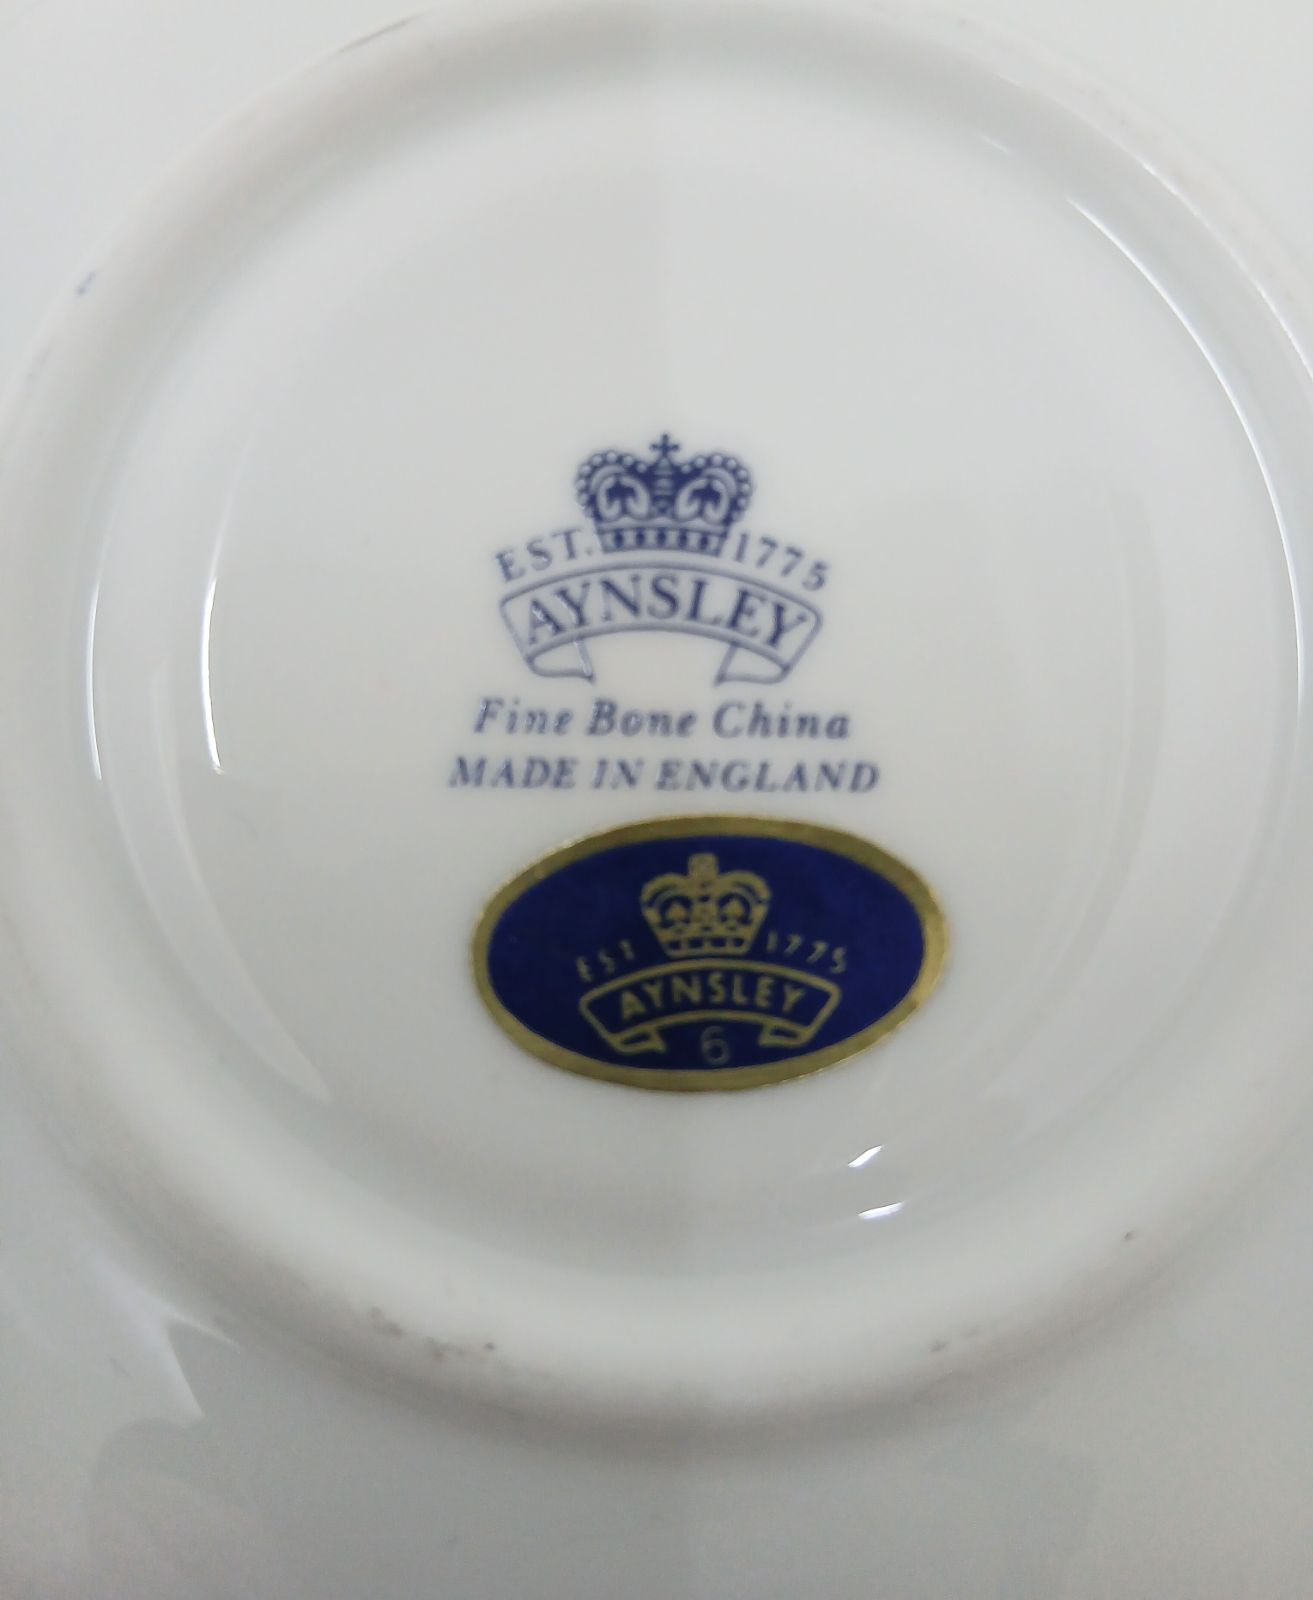 EST. 1775
AYNSLEY
Fine Bone China
MADE IN ENGLAND
EST 1775
AYNSLEY
6